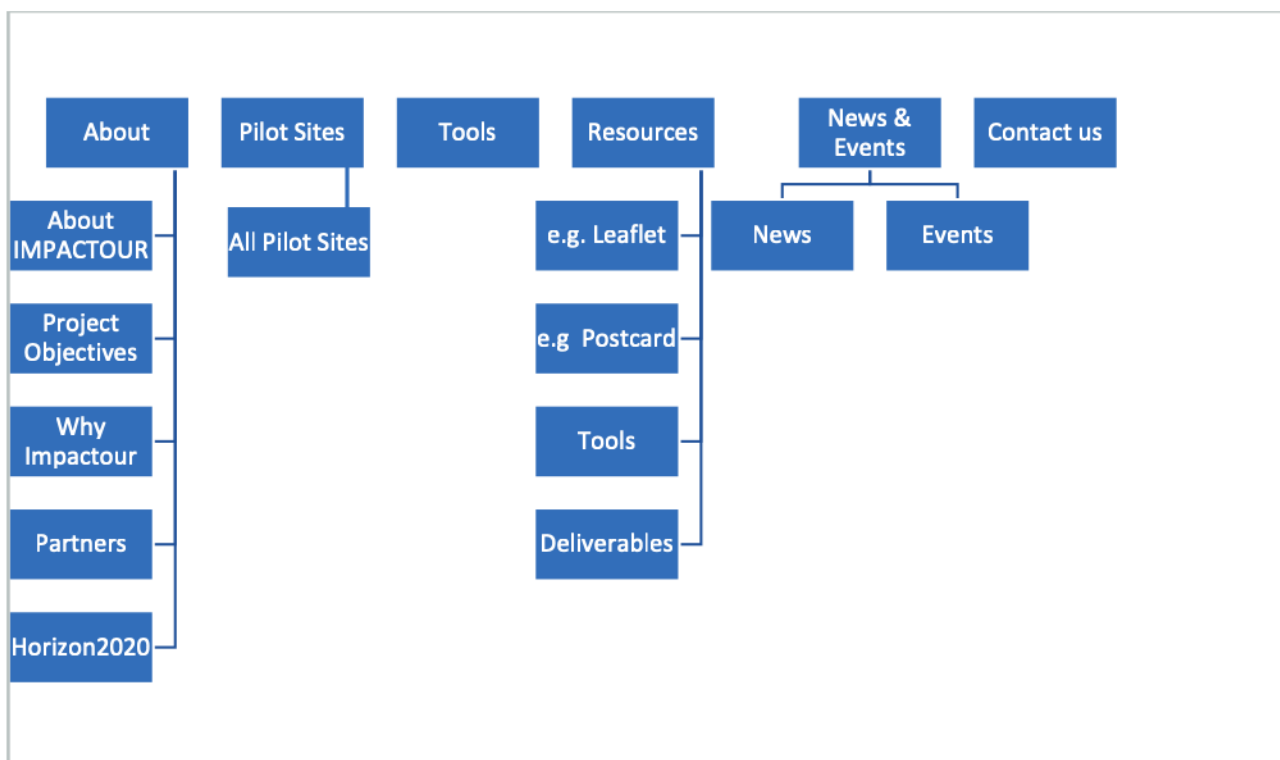 About
Pilot Sites
Tools
Resources
News &
Events
Contact us
About
IMPACTOUR
All Pilot Sites
e.g. Leaflet
News
Events
Project
Objectives
e.g  Postcard
Why
Impactour
Tools
Partners
Deliverables
Horizon2020